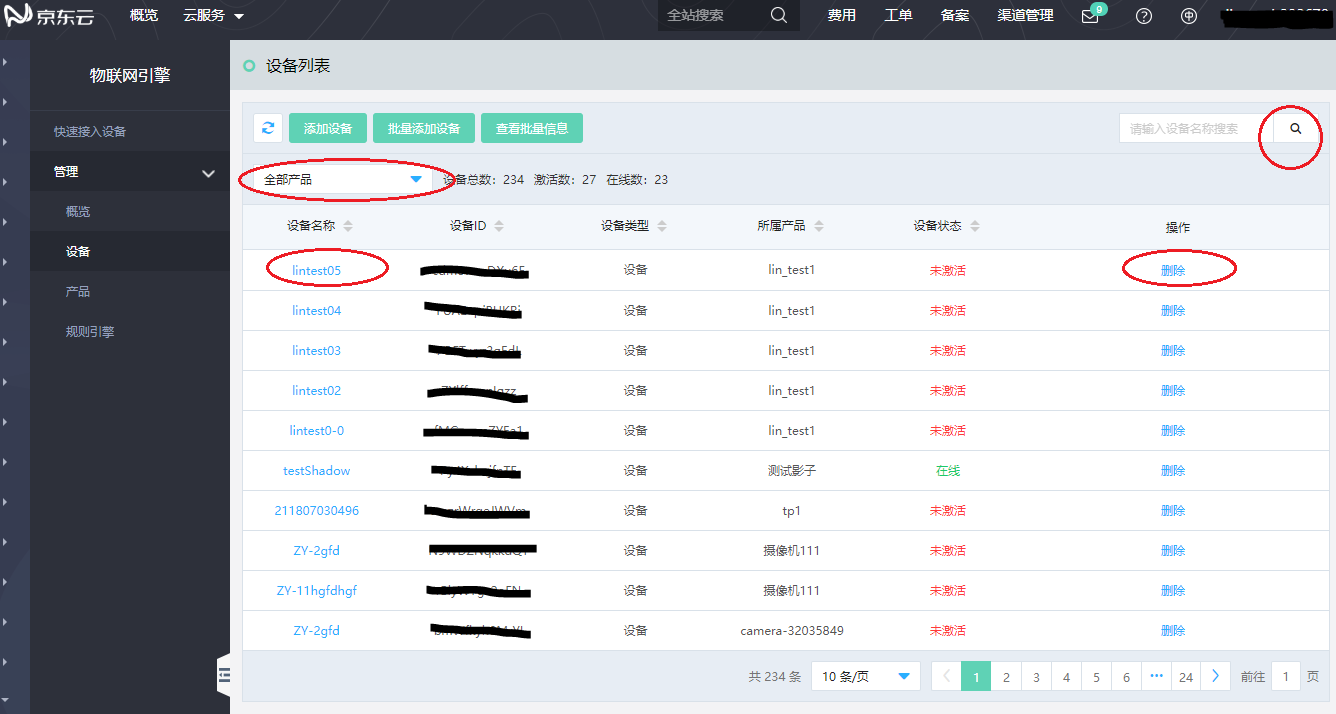 京东云 概览 云服务 全站搜索 费用 工单 备案 渠道管理 9
物联网引擎
快速接入设备
管理
概览
设备
产品
规则引擎
设备列表
添加设备 批量添加设备 查看批量信息 请输入设备名称搜索
全部产品 设备总数: 234 激活数: 27 在线数: 23
设备名称 设备ID 设备类型 所属产品 设备状态 操作
lintest05 设备 lin_test1 未激活 删除
lintest04 设备 lin_test1 未激活 删除
lintest03 设备 lin_test1 未激活 删除
lintest02 设备 lin_test1 未激活 删除
lintest0-0 设备 lin_test1 未激活 删除
testShadow 设备 测试影子 在线 删除
211807030496 设备 tp1 未激活 删除
ZY-2gfd 设备 摄像机111 未激活 删除
ZY-11hgfdhgf 设备 摄像机111 未激活 删除
ZY-2gfd 设备 camera-32035849 未激活 删除
共 234 条 10 条/页 1 2 3 4 5 6 ••• 24 前往 1 页